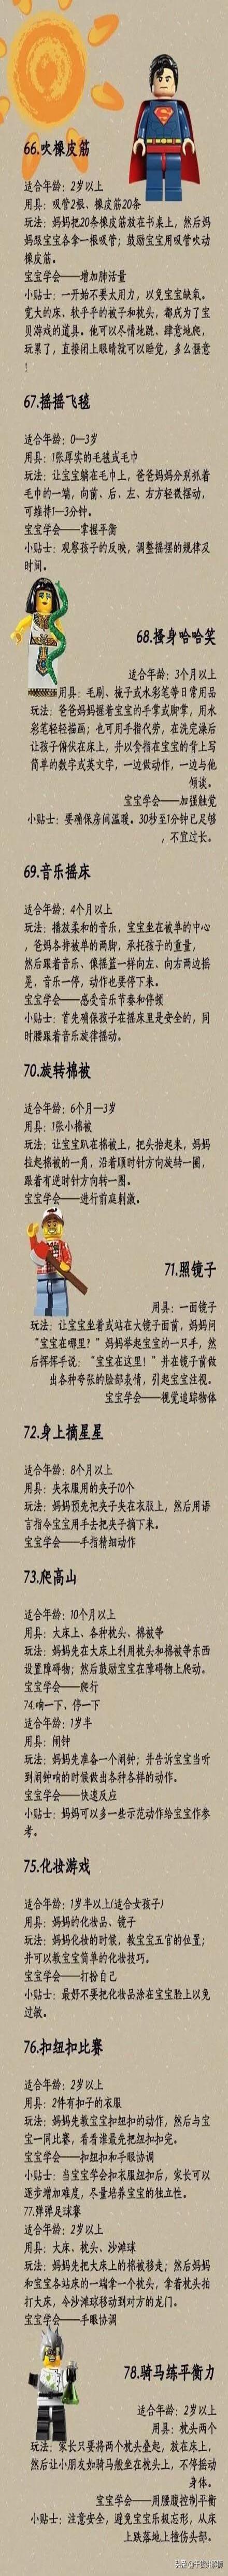 66.吹橡皮筋
适合年龄：2岁以上
用具：吸管2根、橡皮筋20条
玩法：妈妈把20条橡皮筋放在书桌上，然后妈
妈跟宝宝各拿一根吸管；鼓励宝宝用吸管吹动
橡皮筋。
宝宝学会——增加肺活量
小贴士：一开始不要太用力，以免宝宝缺氧。
宽大的床、软乎乎的被子和枕头，都成为了宝
贝游戏的道具。他可以尽情地跳、肆意地爬，
玩累了，直接闭上眼睛就可以睡觉，多么惬意
！
67.摇摇飞毯
适合年龄：0—3岁
用具：1张厚实的毛毯或毛巾
玩法：让宝宝躺在毛巾上，爸爸妈妈分别抓着
毛巾的一端，向前、后、左、右方轻微摆动，
可维持1—3分钟。
宝宝学会——掌握平衡
小贴士：观察孩子的反映，调整摇摆的规律及
时间。
68.搔身哈哈笑
适合年龄：3个月以上
用具：毛刷、梳子或水彩笔等日常用品
玩法：爸爸妈妈握着宝宝的手掌或脚掌，用水
彩笔轻轻描画；也可用手指代劳，在洗完澡后
让孩子俯伏在床上，并以食指在宝宝的背上写
简单的数字或英文字，一边做动作，一边与他
倾谈。
宝宝学会——加强触觉
小贴士：要确保房间温暖。30秒至1分钟已足够
，不宜过长。
69.音乐摇床
适合年龄：4个月以上
玩法：播放柔和的音乐，宝宝坐在被单的中心
，爸妈各排被单的两脚，承托孩子的重量，
然后跟着音乐、像摇篮一样向左、向右两边摇
晃，音乐一停，动作也要停下来。
宝宝学会——感受音乐节奏和停顿
小贴士：首先确保孩子在摇床里是安全的，同
时腰跟着音乐旋律摇动。
70.旋转棉被
适合年龄：6个月—3岁
用具：1张小棉被
玩法：让宝宝趴在棉被上，把头抬起来，妈妈
拉起棉被的一角，沿着顺时针方向旋转一圈，
跟着有逆时针方向转一圈。
宝宝学会——进行前庭刺激。
71.照镜子
用具：一面镜子
玩法：让宝宝坐着或站在大镜子面前，妈妈问
“宝宝在哪里？”妈妈举起宝宝的一只手，然
后挥挥手说：“宝宝在这里！”并在镜子前做
出各种夸张的脸部表情，引起宝宝注视。
宝宝学会——视觉追踪物体
72.身上摘星星
适合年龄：8个月以上
用具：夹衣服用的夹子10个
玩法：妈妈预先把夹子夹在衣服上，然后用语
言指令宝宝用手去把夹子摘下来。
宝宝学会——手指精细动作
73.爬高山
适合年龄：10个月以上
用具：大床上、各种枕头、棉被等
玩法：妈妈先在大床上利用枕头和棉被等东西
设置障碍物；然后鼓励宝宝在障碍物上爬动。
宝宝学会——爬行
74.响一下、停一下
适合年龄：1岁半
用具：闹钟
玩法：妈妈先准备一个闹钟；并告诉宝宝当听
到闹钟响的时候做出各种各样的动作。
宝宝学会——快速反应
小贴士：妈妈可以多一些示范动作给宝宝作参
考。
75.化妆游戏
适合年龄：1岁半以上(适合女孩子)
用具：妈妈的化妆品、镜子
玩法：妈妈化妆的时候，教宝宝五官的位置；
并可以教宝宝简单的化妆技巧。
宝宝学会——打扮自己
小贴士：最好不要把化妆品涂在宝宝脸上以免
过敏。
76.扣纽扣比赛
适合年龄：2岁以上
用具：2件有扣子的衣服
玩法：妈妈先教宝宝扣纽扣的动作，然后与宝
宝一同比赛，看看谁最先把纽扣扣完。
宝宝学会——扣纽扣和手眼协调
小贴士：当宝宝学会扣衣服纽扣后，家长可以
逐步增加难度，尽量培养宝宝的独立性。
77.弹弹足球赛
适合年龄：2岁以上
用具：大床、枕头、沙滩球
玩法：妈妈先把大床上的棉被移走；然后妈妈
和宝宝各站床的一端拿一个枕头，拿着枕头拍
打大床，令沙滩球移动到对方的龙门。
宝宝学会——手眼协调
78.骑马练平衡力
适合年龄：2岁以上
用具：枕头两个
玩法：家长只要将两个枕头叠起，放在床上，
然后让小朋友如骑马般坐在枕头上，不停摇动
身体。
宝宝学会——用腰腹控制平衡
小贴士：注意安全，避免宝宝乐极忘形，从床
上跌落地上撞伤头部。